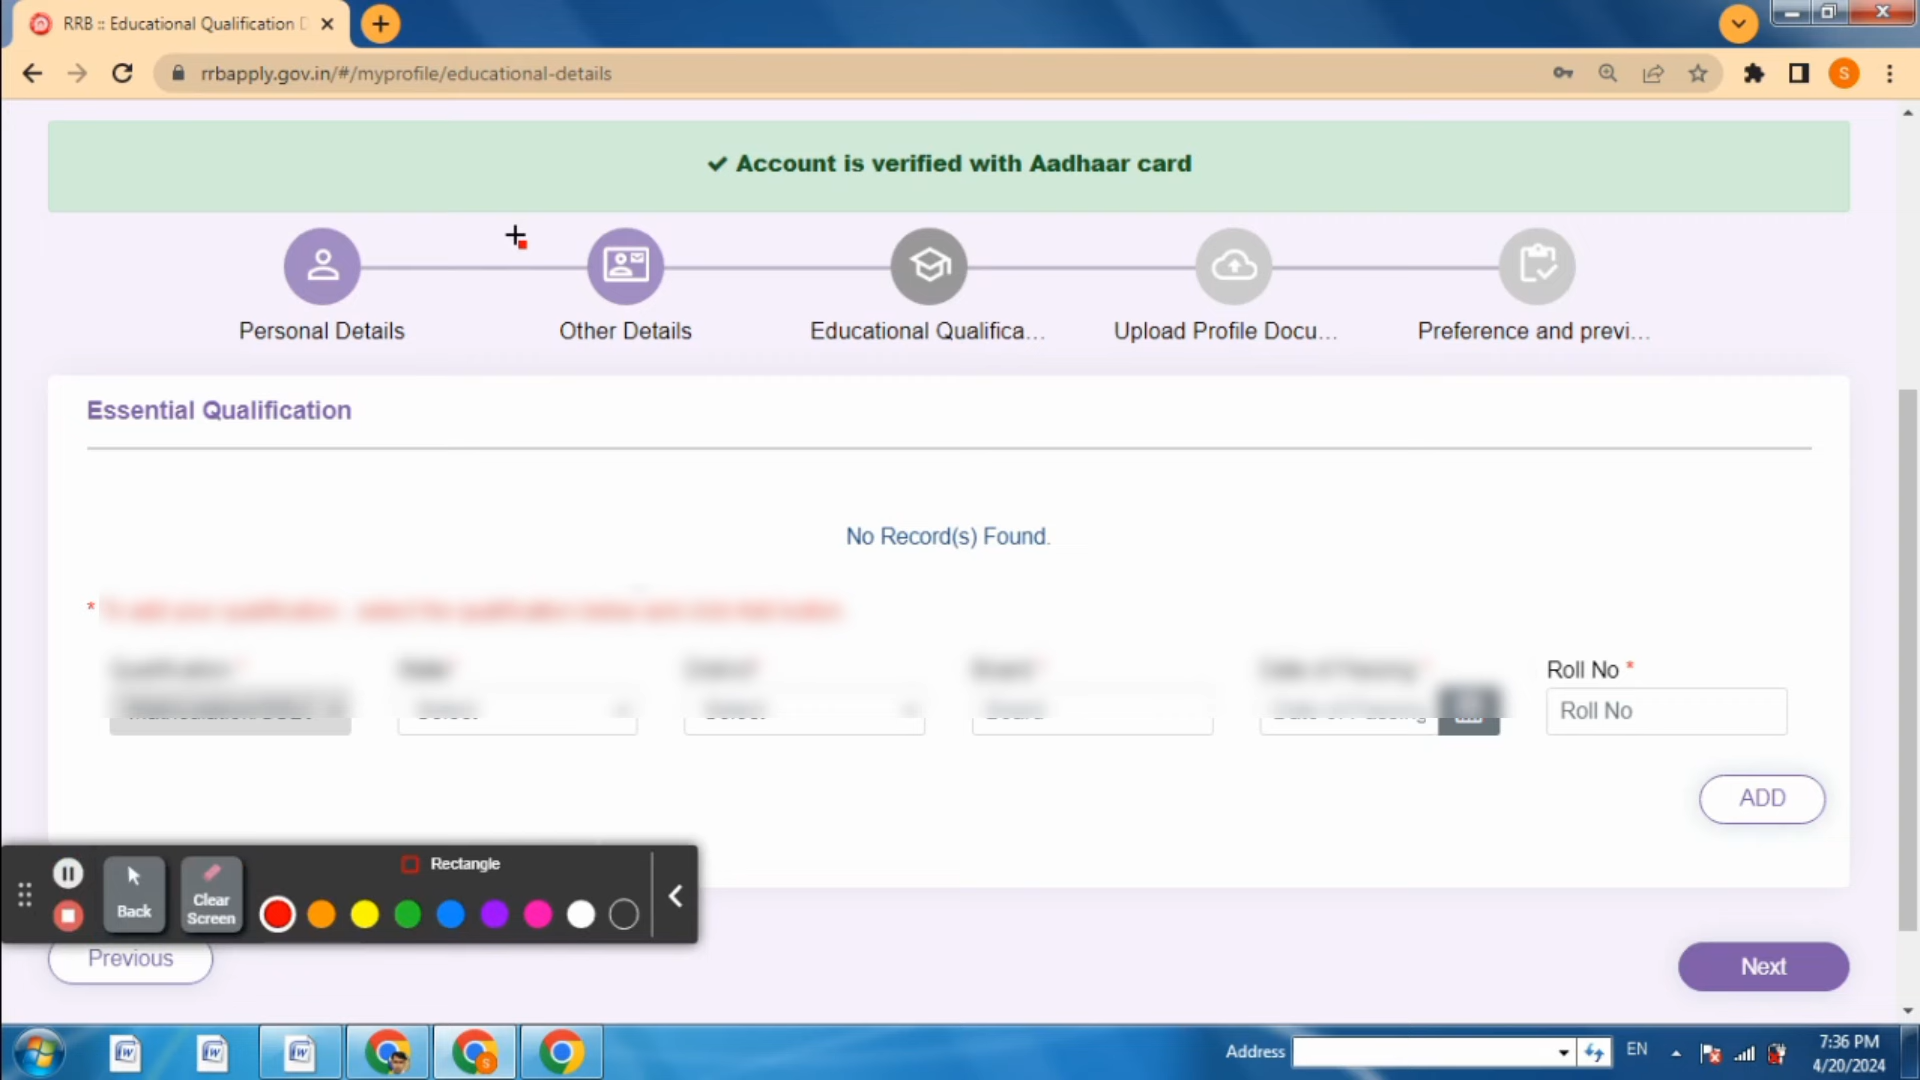 RRB :: Educational Qualification D
rrbapply.gov.in/#/myprofile/educational-details
S
Account is verified with Aadhaar card
Personal Details
Other Details
Educational Qualifica...
Upload Profile Docu...
Preference and previ...
Essential Qualification
No Record(s) Found.
*
Roll No *
Roll No
ADD
Rectangle
Back
Clear
Screen
Previous
Next
Address
EN
7:36 PM
4/20/2024